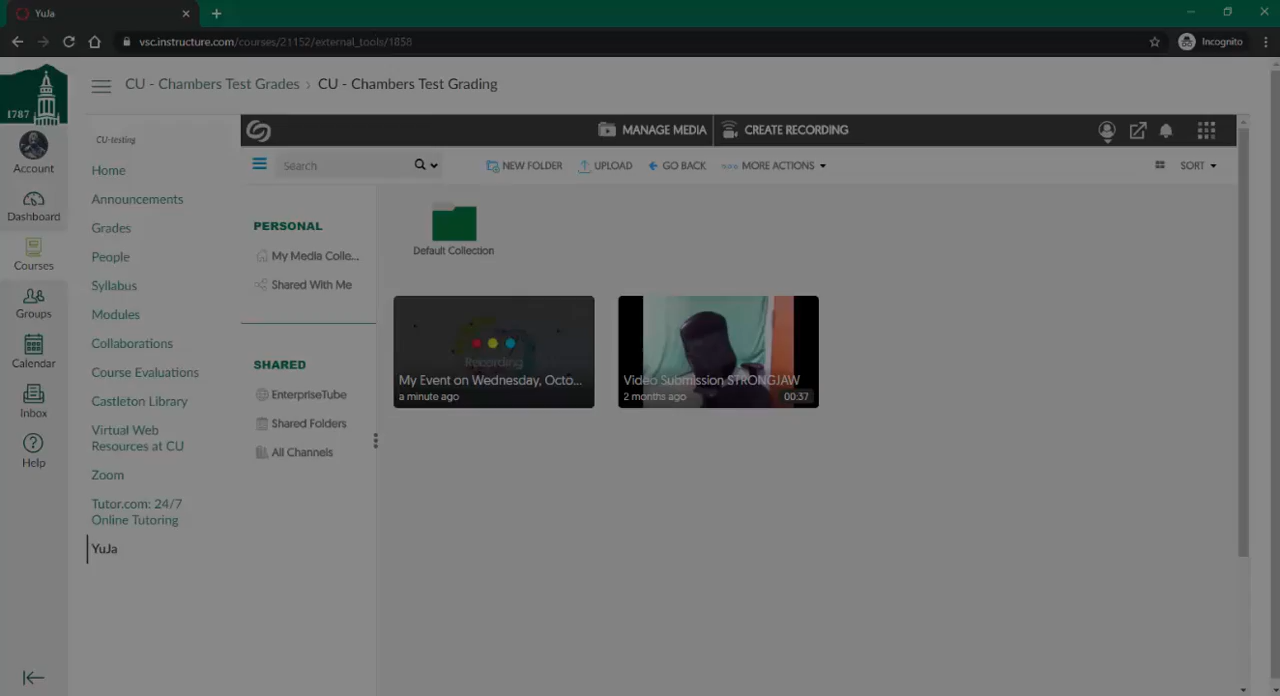 YuJa
vsc.instructure.com/courses/21152/external_tools/1858
Incognito
1787
CU - Chambers Test Grades › CU - Chambers Test Grading
Account
Dashboard
Courses
Groups
Calendar
Inbox
Help
CU-testing
Home
Announcements
Grades
People
Syllabus
Modules
Collaborations
Course Evaluations
Castleton Library
Virtual Web
Resources at CU
Zoom
Tutor.com: 24/7
Online Tutoring
YuJa
MANAGE MEDIA
CREATE RECORDING
Search
NEW FOLDER
UPLOAD
GO BACK
MORE ACTIONS
SORT
PERSONAL
My Media Colle...
Shared With Me
SHARED
EnterpriseTube
Shared Folders
All Channels
Default Collection
Recording
My Event on Wednesday, Octo...
a minute ago
Video Submission STRONGJAW
2 months ago 00:37